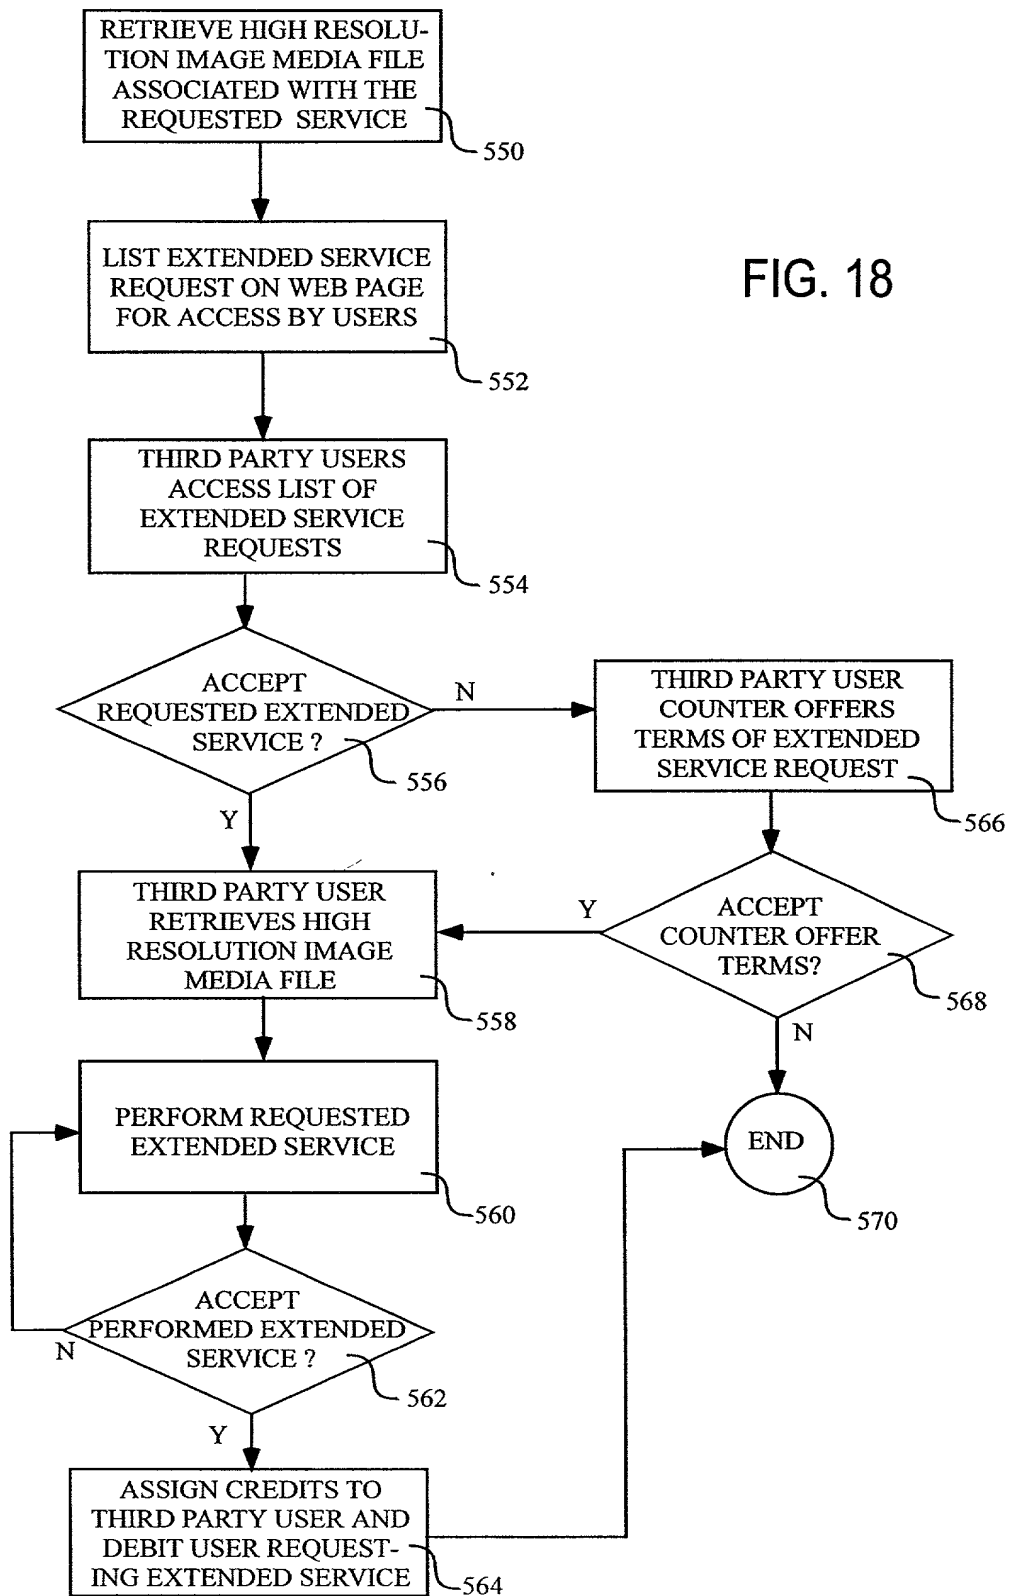 RETRIEVE HIGH RESOLU-
TION IMAGE MEDIA FILE
ASSOCIATED WITH THE
REQUESTED SERVICE
550
LIST EXTENDED SERVICE
REQUEST ON WEB PAGE
FOR ACCESS BY USERS
552
FIG. 18
THIRD PARTY USERS
ACCESS LIST OF
EXTENDED SERVICE
REQUESTS
554
ACCEPT
REQUESTED EXTENDED
SERVICE ?
556
N
Y
THIRD PARTY USER
COUNTER OFFERS
TERMS OF EXTENDED
SERVICE REQUEST
566
THIRD PARTY USER
RETRIEVES HIGH
RESOLUTION IMAGE
MEDIA FILE
558
Y
ACCEPT
COUNTER OFFER
TERMS?
568
N
PERFORM REQUESTED
EXTENDED SERVICE
560
END
570
ACCEPT
PERFORMED EXTENDED
SERVICE ?
562
N
Y
ASSIGN CREDITS TO
THIRD PARTY USER AND
DEBIT USER REQUEST-
ING EXTENDED SERVICE
564